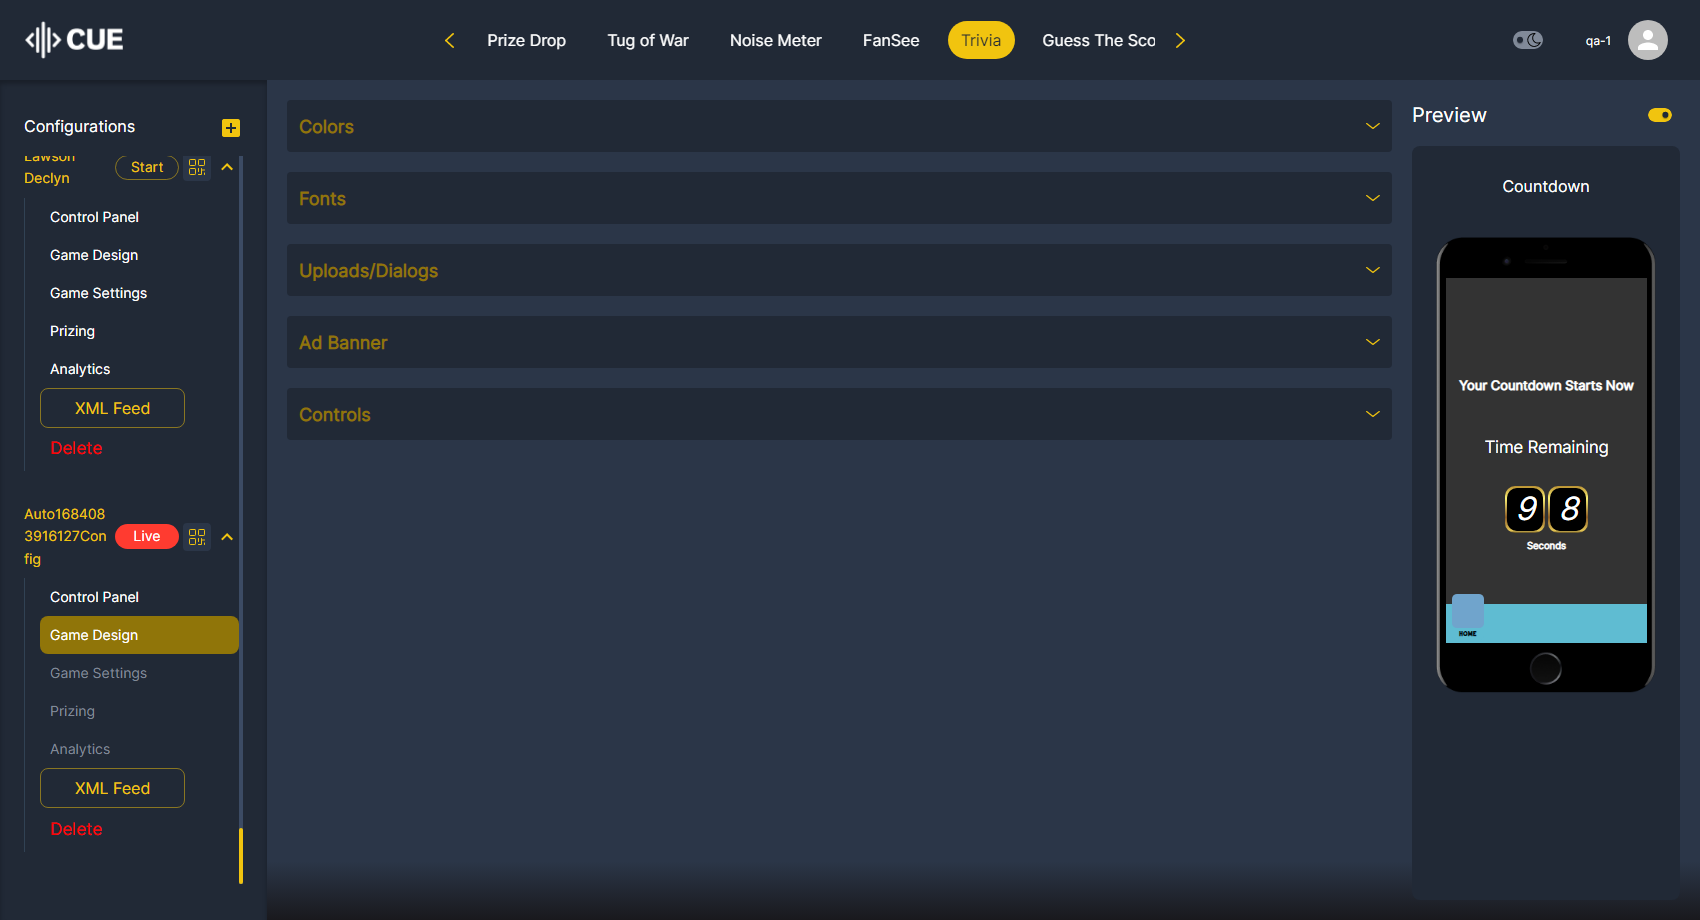 CUE
Prize Drop
Tug of War
Noise Meter
FanSee
Trivia
Guess The Sco
qa-1
Configurations
Lawson
Declyn
Start
Control Panel
Game Design
Game Settings
Prizing
Analytics
XML Feed
Delete
Auto168408
3916127Con
fig
Live
Control Panel
Game Design
Game Settings
Prizing
Analytics
XML Feed
Delete
Colors
Fonts
Uploads/Dialogs
Ad Banner
Controls
Preview
Countdown
Your Countdown Starts Now
Time Remaining
9 8
Seconds
HOME